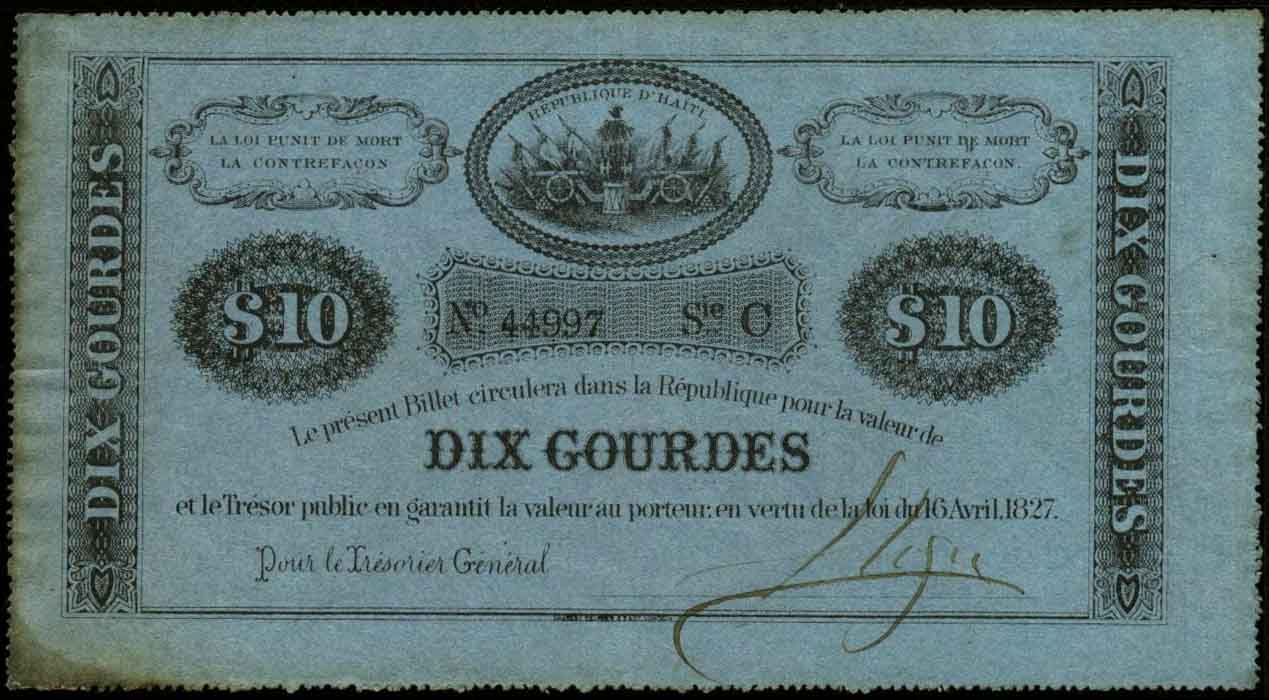 RÉPUBLIQUE D'HAITI.
LA LOI PUNIT DE MORT
LA CONTREFAÇON
LA LOI PUNIT DE MORT
LA CONTREFAÇON.
DIX GOURDES
DIX GOURDES
$10
No. 44997 Sie C
$10
Le présent Billet circulera dans la République pour la valeur de
DIX GOURDES
et le Trésor public en garantit la valeur au porteur: en vertu de la loi du 16 Avril, 1827.
Pour le Trésorier Général